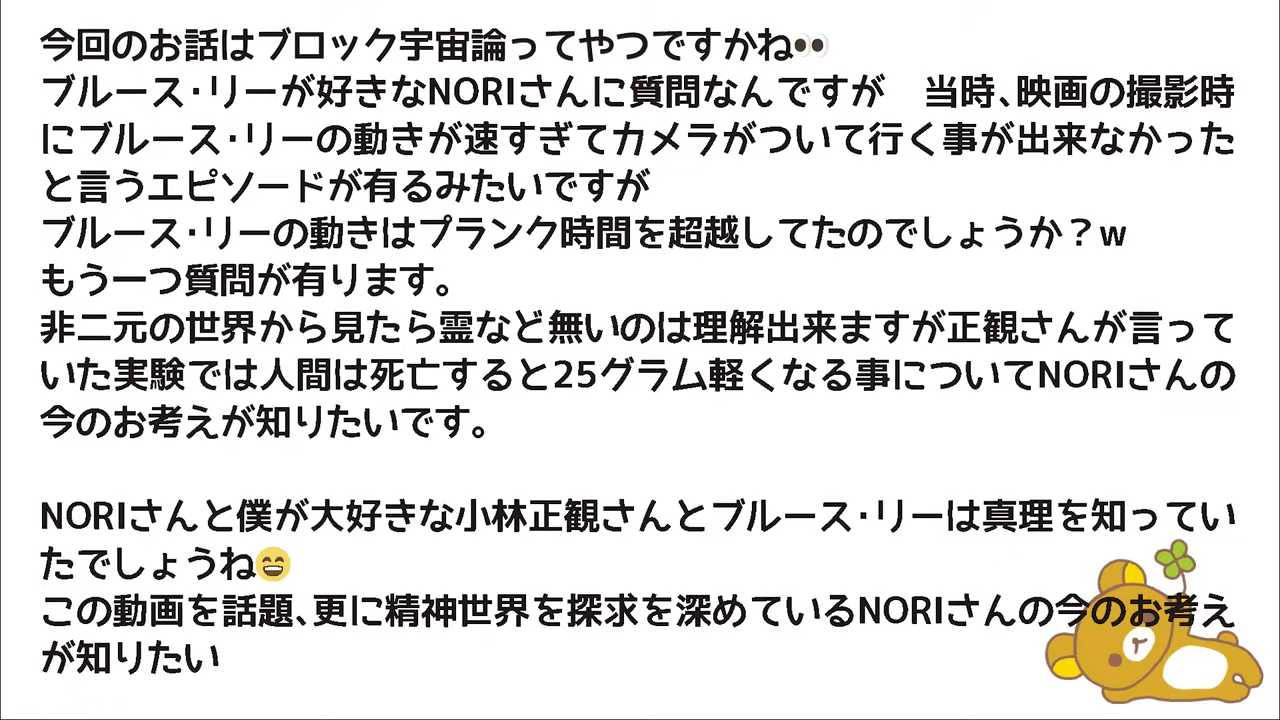 今回のお話はブロック宇宙論ってやつですかね👀
ブルース・リーが好きなNORIさんに質問なんですが　当時、映画の撮影時
にブルース・リーの動きが速すぎてカメラがついて行く事が出来なかった
と言うエピソードが有るみたいですが
ブルース・リーの動きはプランク時間を超越してたのでしょうか？w
もう一つ質問が有ります。
非二元の世界から見たら霊など無いのは理解出来ますが正観さんが言って
いた実験では人間は死亡すると25グラム軽くなる事についてNORIさんの
今のお考えが知りたいです。
NORIさんと僕が大好きな小林正観さんとブルース・リーは真理を知ってい
たでしょうね😄
この動画を話題、更に精神世界を探求を深めているNORIさんの今のお考え
が知りたい